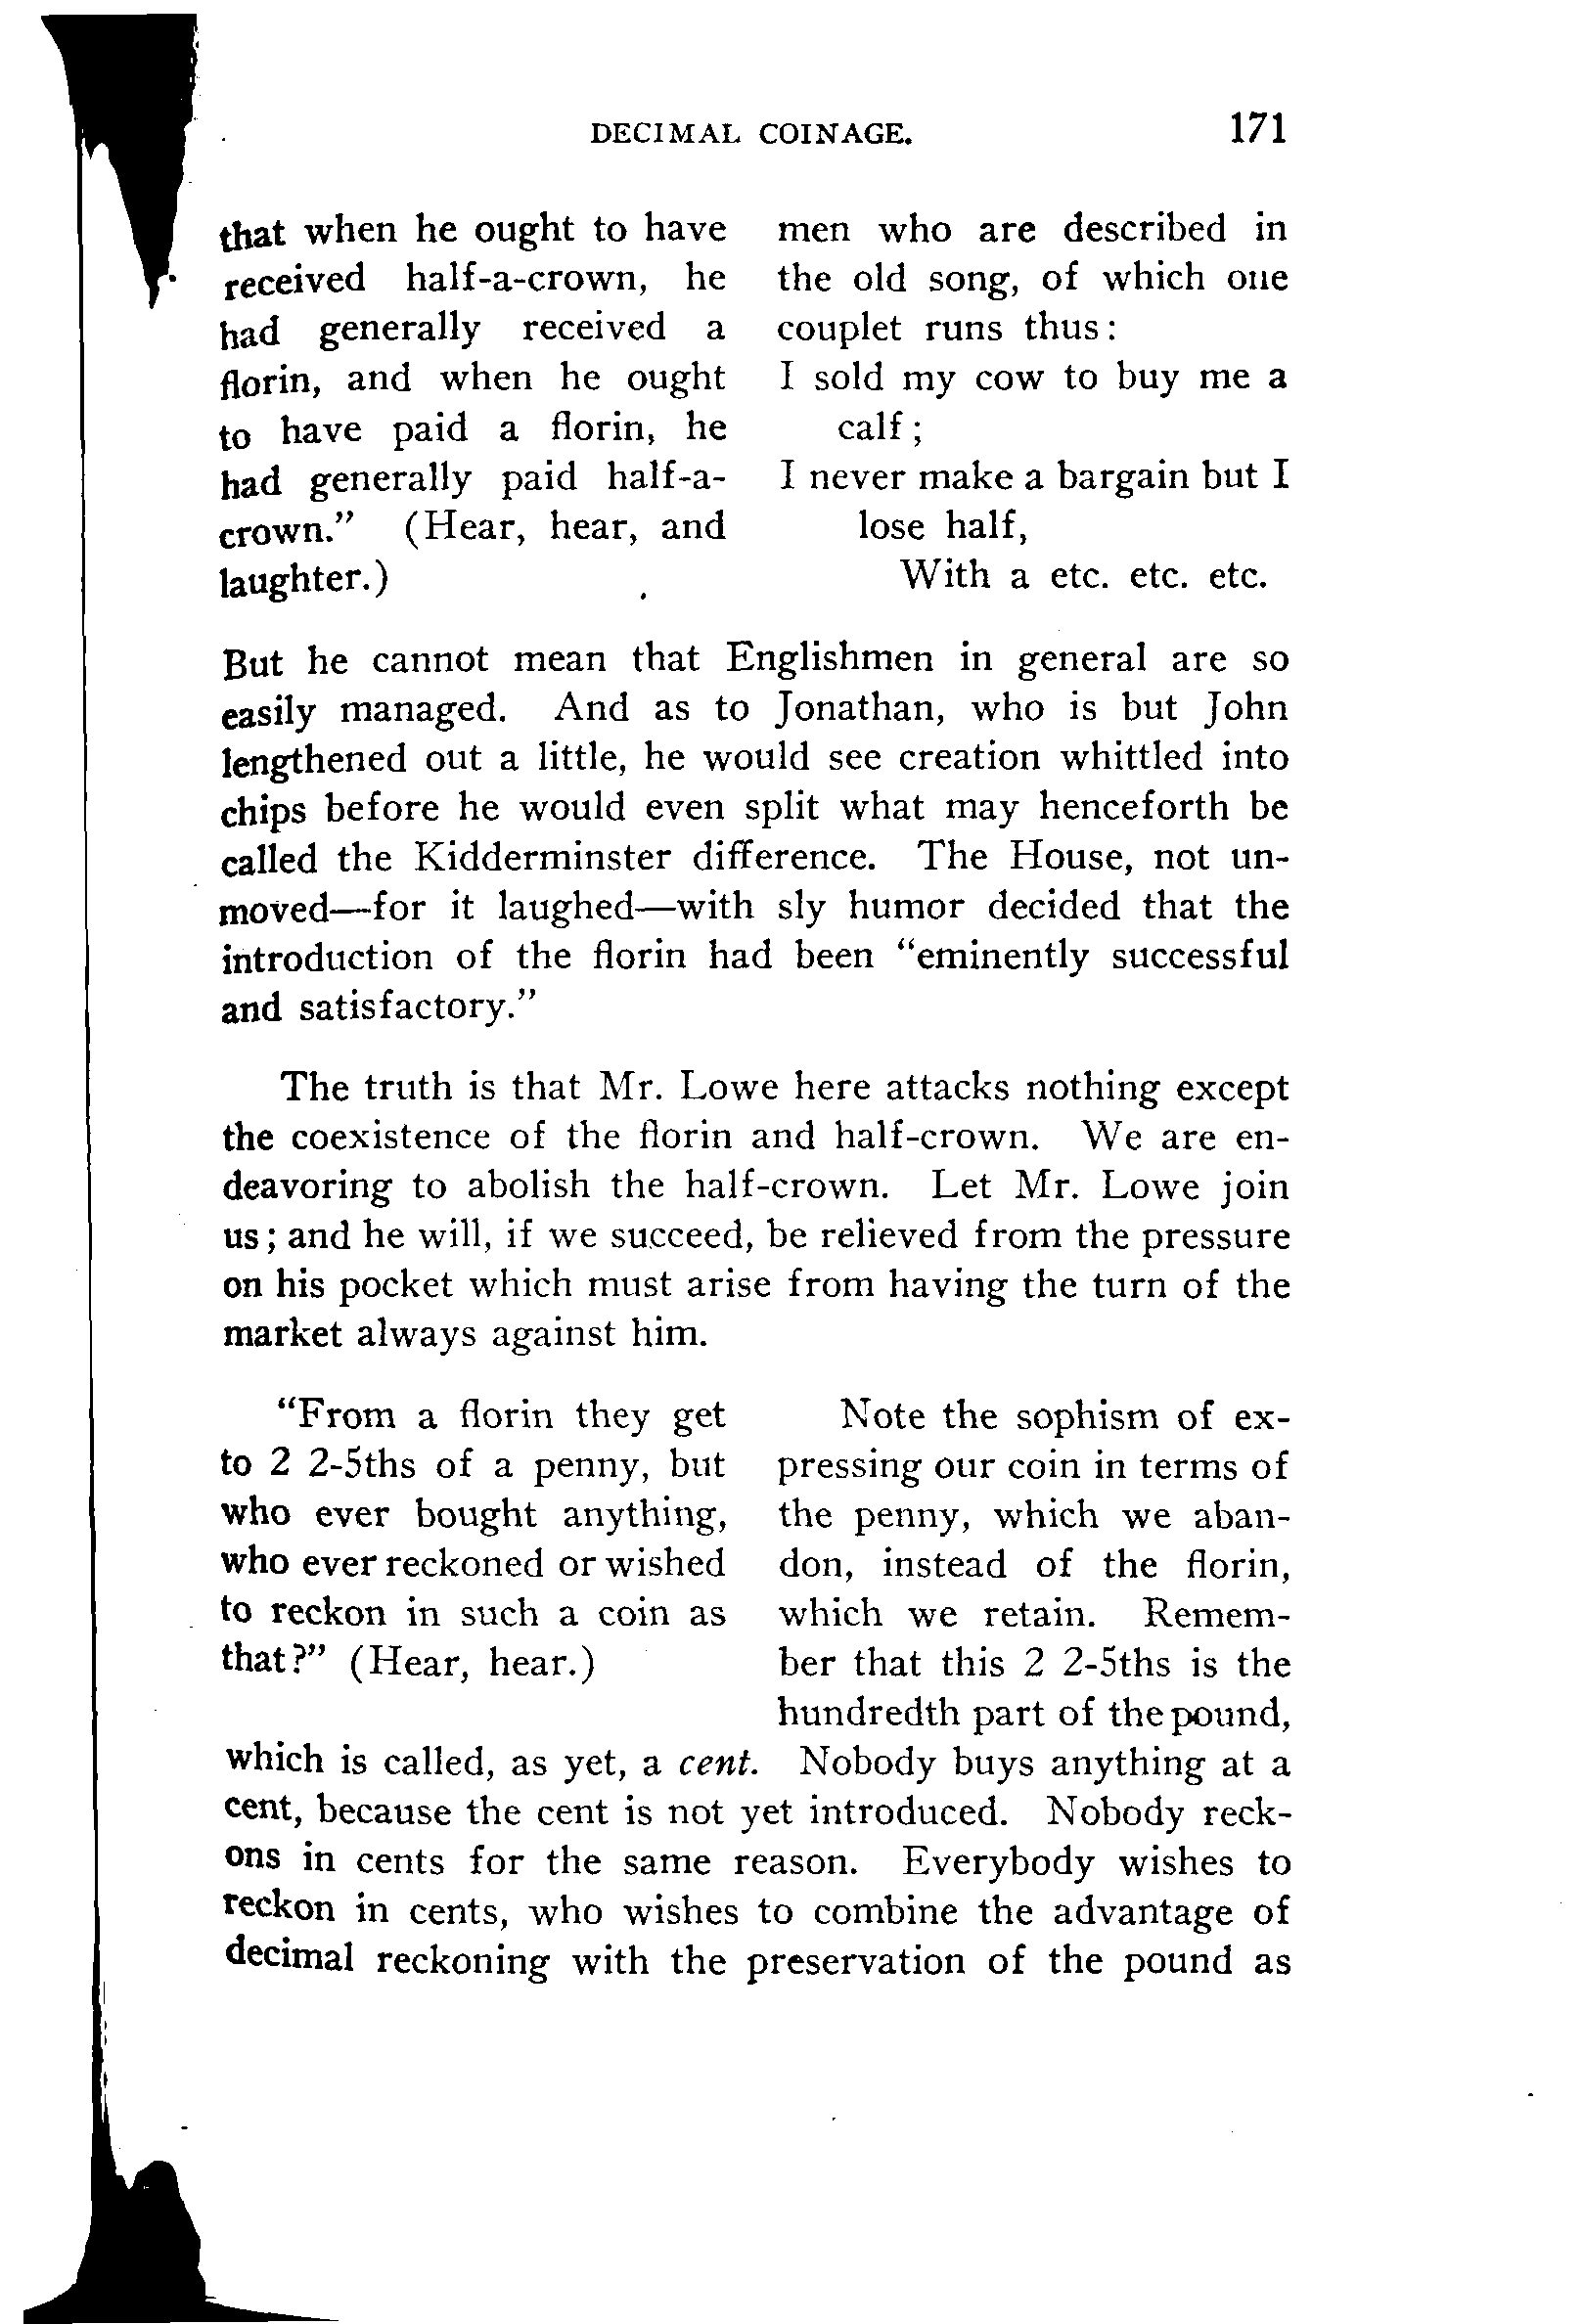 DECIMAL COINAGE. 171
that when he ought to have
received half-a-crown, he
had generally received a
florin, and when he ought
to have paid a florin, he
had generally paid half-a-
crown.” (Hear, hear, and
laughter.)
men who are described in
the old song, of which one
couplet runs thus:
I sold my cow to buy me a
calf;
I never make a bargain but I
lose half,
With a etc. etc. etc.
But he cannot mean that Englishmen in general are so
easily managed. And as to Jonathan, who is but John
lengthened out a little, he would see creation whittled into
chips before he would even split what may henceforth be
called the Kidderminster difference. The House, not un-
moved—for it laughed—with sly humor decided that the
introduction of the florin had been “eminently successful
and satisfactory.”
The truth is that Mr. Lowe here attacks nothing except
the coexistence of the florin and half-crown. We are en-
deavoring to abolish the half-crown. Let Mr. Lowe join
us; and he will, if we succeed, be relieved from the pressure
on his pocket which must arise from having the turn of the
market always against him.
“From a florin they get
to 2 2-5ths of a penny, but
who ever bought anything,
who ever reckoned or wished
to reckon in such a coin as
that?” (Hear, hear.)
Note the sophism of ex-
pressing our coin in terms of
the penny, which we aban-
don, instead of the florin,
which we retain. Remem-
ber that this 2 2-5ths is the
hundredth part of the pound,
which is called, as yet, a cent. Nobody buys anything at a
cent, because the cent is not yet introduced. Nobody reck-
ons in cents for the same reason. Everybody wishes to
reckon in cents, who wishes to combine the advantage of
decimal reckoning with the preservation of the pound as